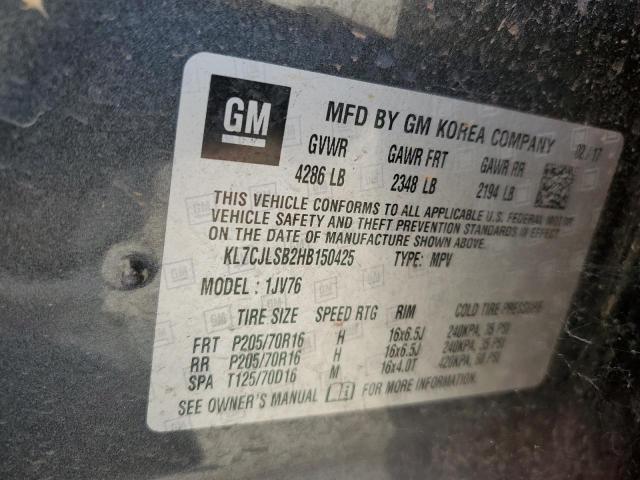 GM
MFD BY GM KOREA COMPANY 02/17
GVWR GAWR FRT GAWR RR
4286 LB 2348 LB 2194 LB
THIS VEHICLE CONFORMS TO ALL APPLICABLE U.S. FEDERAL MOTOR
VEHICLE SAFETY AND THEFT PREVENTION STANDARDS IN EFFECT
ON THE DATE OF MANUFACTURE SHOWN ABOVE.
KL7CJLSB2HB150425 TYPE: MPV
MODEL: 1JV76
TIRE SIZE SPEED RTG RIM COLD TIRE PRESSURE
FRT P205/70R16 H 16x6.5J 240KPA, 35 PSI
RR P205/70R16 H 16x6.5J 240KPA, 35 PSI
SPA T125/70D16 M 16x4.0T 420KPA, 60 PSI
SEE OWNER'S MANUAL FOR MORE INFORMATION.